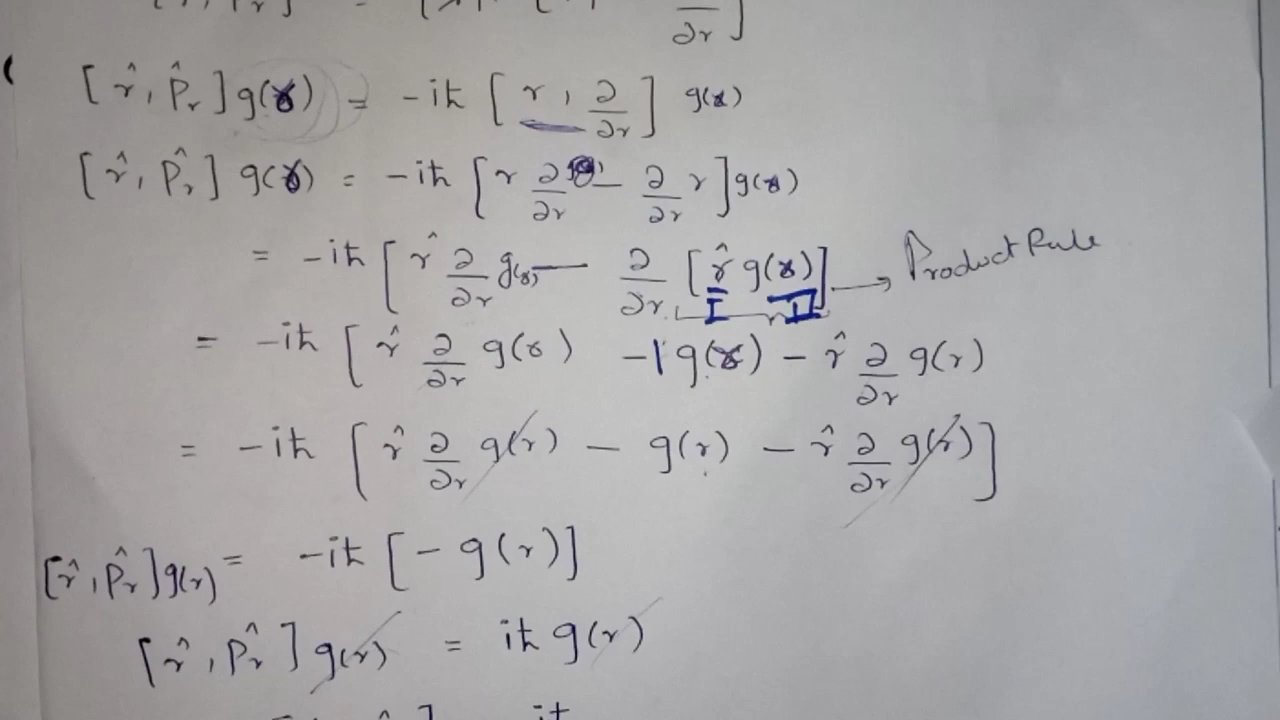 ∂r ]
[r̂, P̂r] g(r) = -iħ [r, ∂/∂r] g(r)
[r̂, P̂r] g(r) = -iħ [r ∂/∂r - ∂/∂r r] g(r)
= -iħ [r̂ ∂/∂r g(r) - ∂/∂r [r̂ g(r)] → Product Rule
I II
= -iħ [r̂ ∂/∂r g(r) - 1 g(r) - r̂ ∂/∂r g(r)
= -iħ [r̂ ∂/∂r g(r) - g(r) - r̂ ∂/∂r g(r)]
[r̂, P̂r] g(r) = -iħ [- g(r)]
[r̂, P̂r] g(r) = iħ g(r)